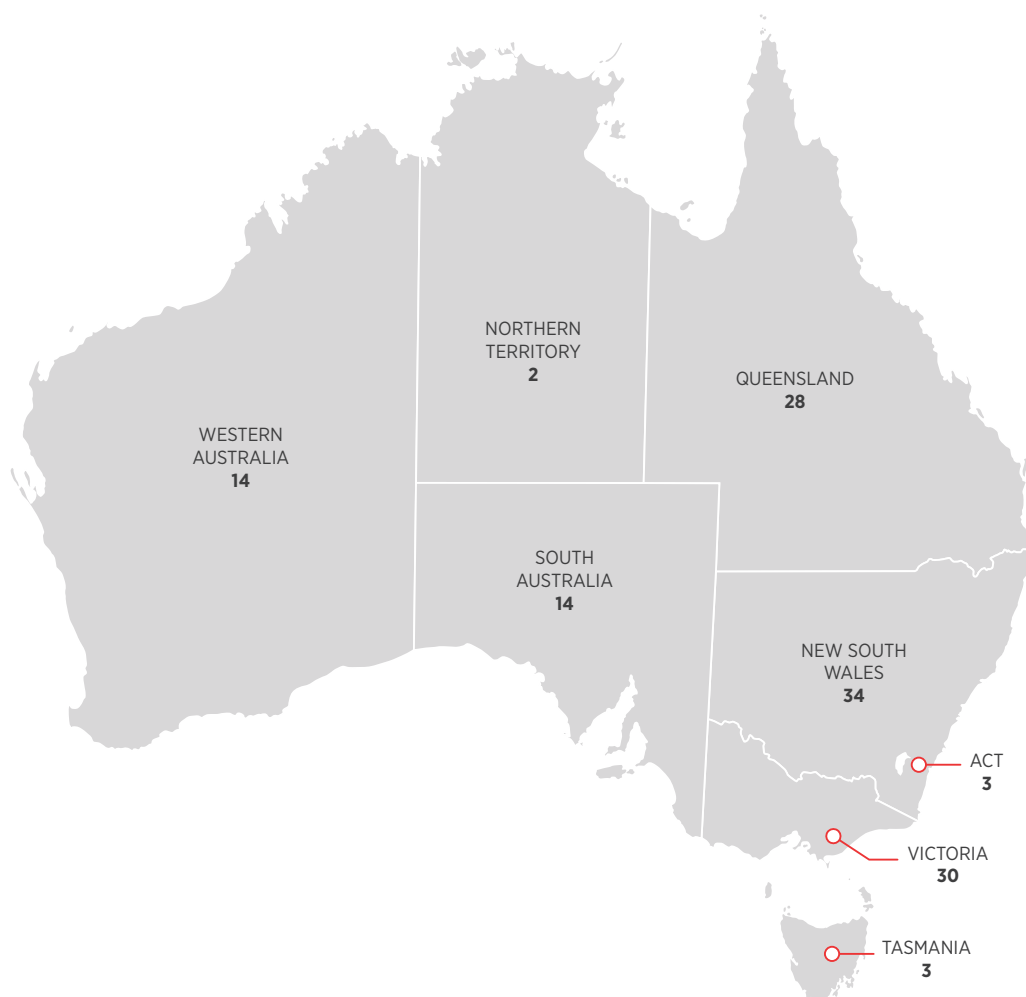 NORTHERN
TERRITORY
2
QUEENSLAND
28
WESTERN
AUSTRALIA
14
SOUTH
AUSTRALIA
14
NEW SOUTH
WALES
34
ACT
3
VICTORIA
30
TASMANIA
3